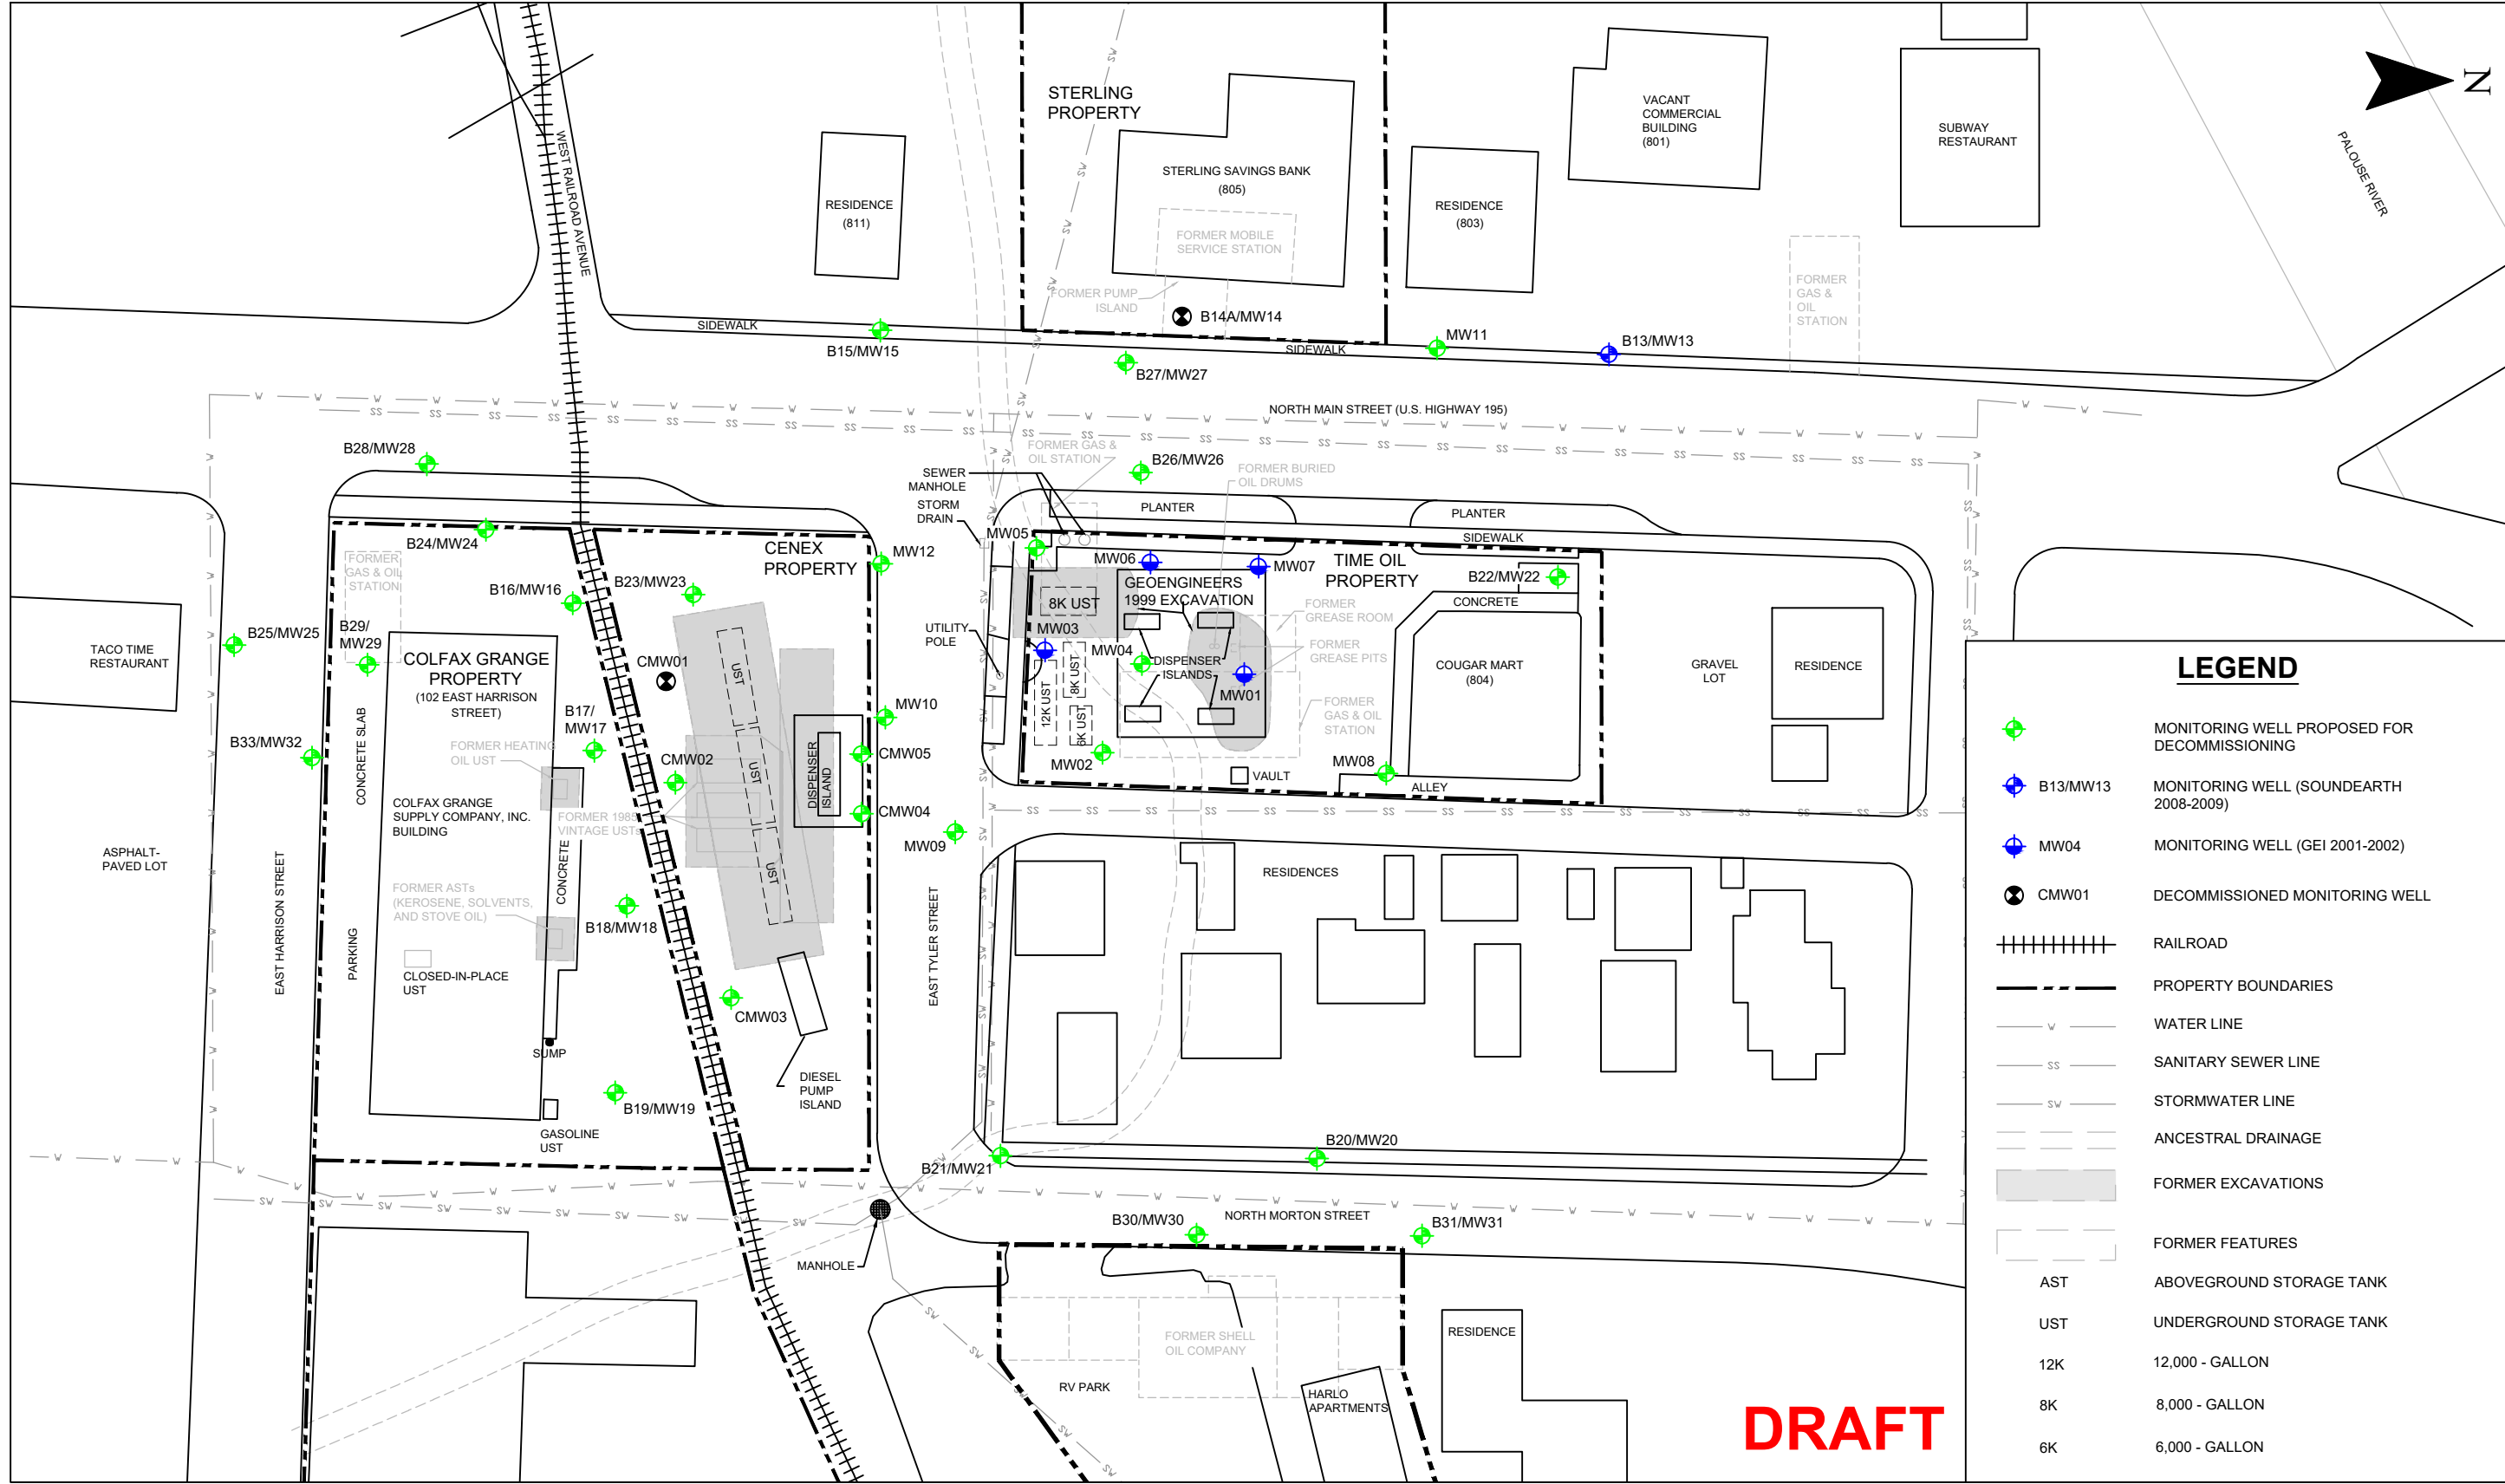 STERLING
PROPERTY
VACANT
COMMERCIAL
BUILDING
(801)
SUBWAY
RESTAURANT
N
PALOUSE RIVER
WEST RAILROAD AVENUE
RESIDENCE
(811)
STERLING SAVINGS BANK
(805)
RESIDENCE
(803)
FORMER MOBILE
SERVICE STATION
FORMER PUMP
ISLAND
FORMER
GAS &
OIL
STATION
B14A/MW14
SIDEWALK
SIDEWALK
B15/MW15
MW11
B13/MW13
B27/MW27
NORTH MAIN STREET (U.S. HIGHWAY 195)
B28/MW28
FORMER GAS &
OIL STATION
B26/MW26
FORMER BURIED
OIL DRUMS
SEWER
MANHOLE
STORM
DRAIN
PLANTER
PLANTER
SIDEWALK
B24/MW24
CENEX
PROPERTY
MW12
MW05
MW06
MW07
TIME OIL
PROPERTY
B22/MW22
FORMER
GAS & OIL
STATION
B16/MW16
B23/MW23
GEOENGINEERS
1999 EXCAVATION
8K UST
CONCRETE
FORMER
GREASE ROOM
FORMER
GREASE PITS
UTILITY
POLE
MW03
MW04
DISPENSER
ISLANDS
MW01
12K UST
8K UST
6K UST
MW02
FORMER
GAS & OIL
STATION
COUGAR MART
(804)
GRAVEL
LOT
RESIDENCE
TACO TIME
RESTAURANT
B25/MW25
B29/
MW29
COLFAX GRANGE
PROPERTY
(102 EAST HARRISON
STREET)
CMW01
UST
UST
UST
B17/
MW17
B33/MW32
CONCRETE SLAB
FORMER HEATING
OIL UST
CMW02
MW10
CMW05
CMW04
DISPENSER
ISLAND
MW08
VAULT
ALLEY
COLFAX GRANGE
SUPPLY COMPANY, INC.
BUILDING
FORMER 1985
VINTAGE USTs
MW09
ASPHALT-
PAVED LOT
CONCRETE
RESIDENCES
FORMER ASTs
(KEROSENE, SOLVENTS,
AND STOVE OIL)
B18/MW18
EAST HARRISON STREET
PARKING
EAST TYLER STREET
CLOSED-IN-PLACE
UST
CMW03
SUMP
DIESEL
PUMP
ISLAND
B19/MW19
GASOLINE
UST
B21/MW21
B20/MW20
B30/MW30
NORTH MORTON STREET
B31/MW31
MANHOLE
FORMER SHELL
OIL COMPANY
RV PARK
HARLO
APARTMENTS
RESIDENCE
DRAFT
LEGEND
MONITORING WELL PROPOSED FOR
DECOMMISSIONING
B13/MW13 MONITORING WELL (SOUNDEARTH
2008-2009)
MW04 MONITORING WELL (GEI 2001-2002)
CMW01 DECOMMISSIONED MONITORING WELL
RAILROAD
PROPERTY BOUNDARIES
W WATER LINE
SS SANITARY SEWER LINE
SW STORMWATER LINE
ANCESTRAL DRAINAGE
FORMER EXCAVATIONS
FORMER FEATURES
AST ABOVEGROUND STORAGE TANK
UST UNDERGROUND STORAGE TANK
12K 12,000 - GALLON
8K 8,000 - GALLON
6K 6,000 - GALLON